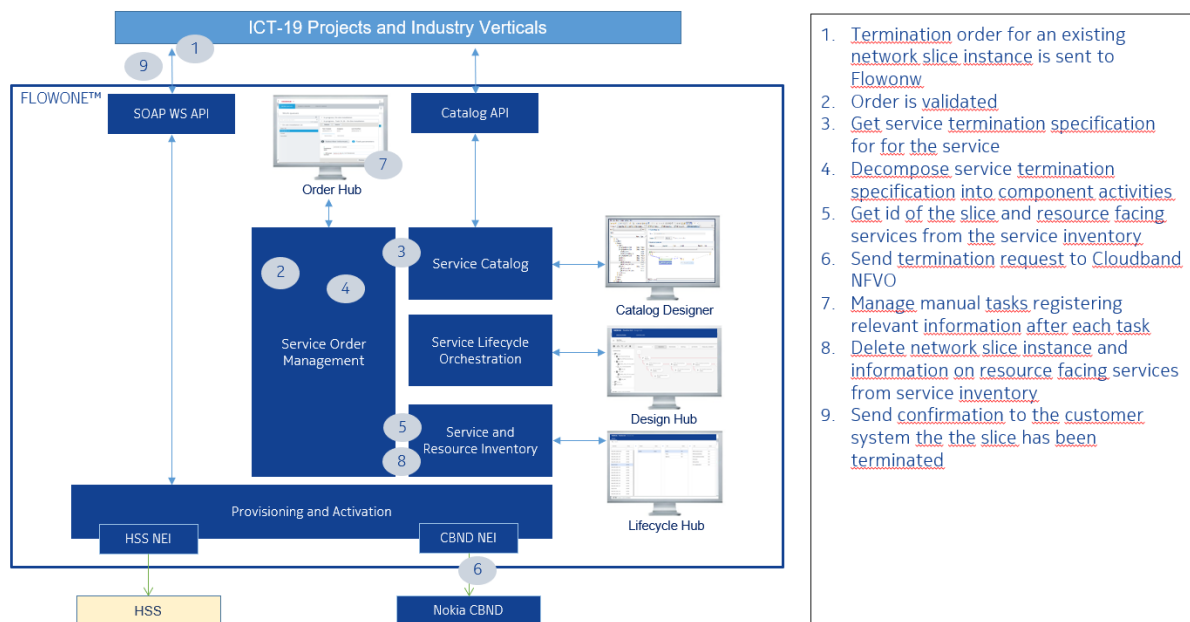 ICT-19 Projects and Industry Verticals
1
9
FLOWONE™
SOAP WS API
Catalog API
7
Order Hub
2
4
Service Order
Management
3
Service Catalog
Catalog Designer
Service Lifecycle
Orchestration
Design Hub
5
8
Service and
Resource Inventory
Lifecycle Hub
Provisioning and Activation
HSS NEI
CBND NEI
6
HSS
Nokia CBND
1. Termination order for an existing
network slice instance is sent to
Flowonw
2. Order is validated
3. Get service termination specification
for for the service
4. Decompose service termination
specification into component activities
5. Get id of the slice and resource facing
services from the service inventory
6. Send termination request to Cloudband
NFVO
7. Manage manual tasks registering
relevant information after each task
8. Delete network slice instance and
information on resource facing services
from service inventory
9. Send confirmation to the customer
system the the slice has been
terminated